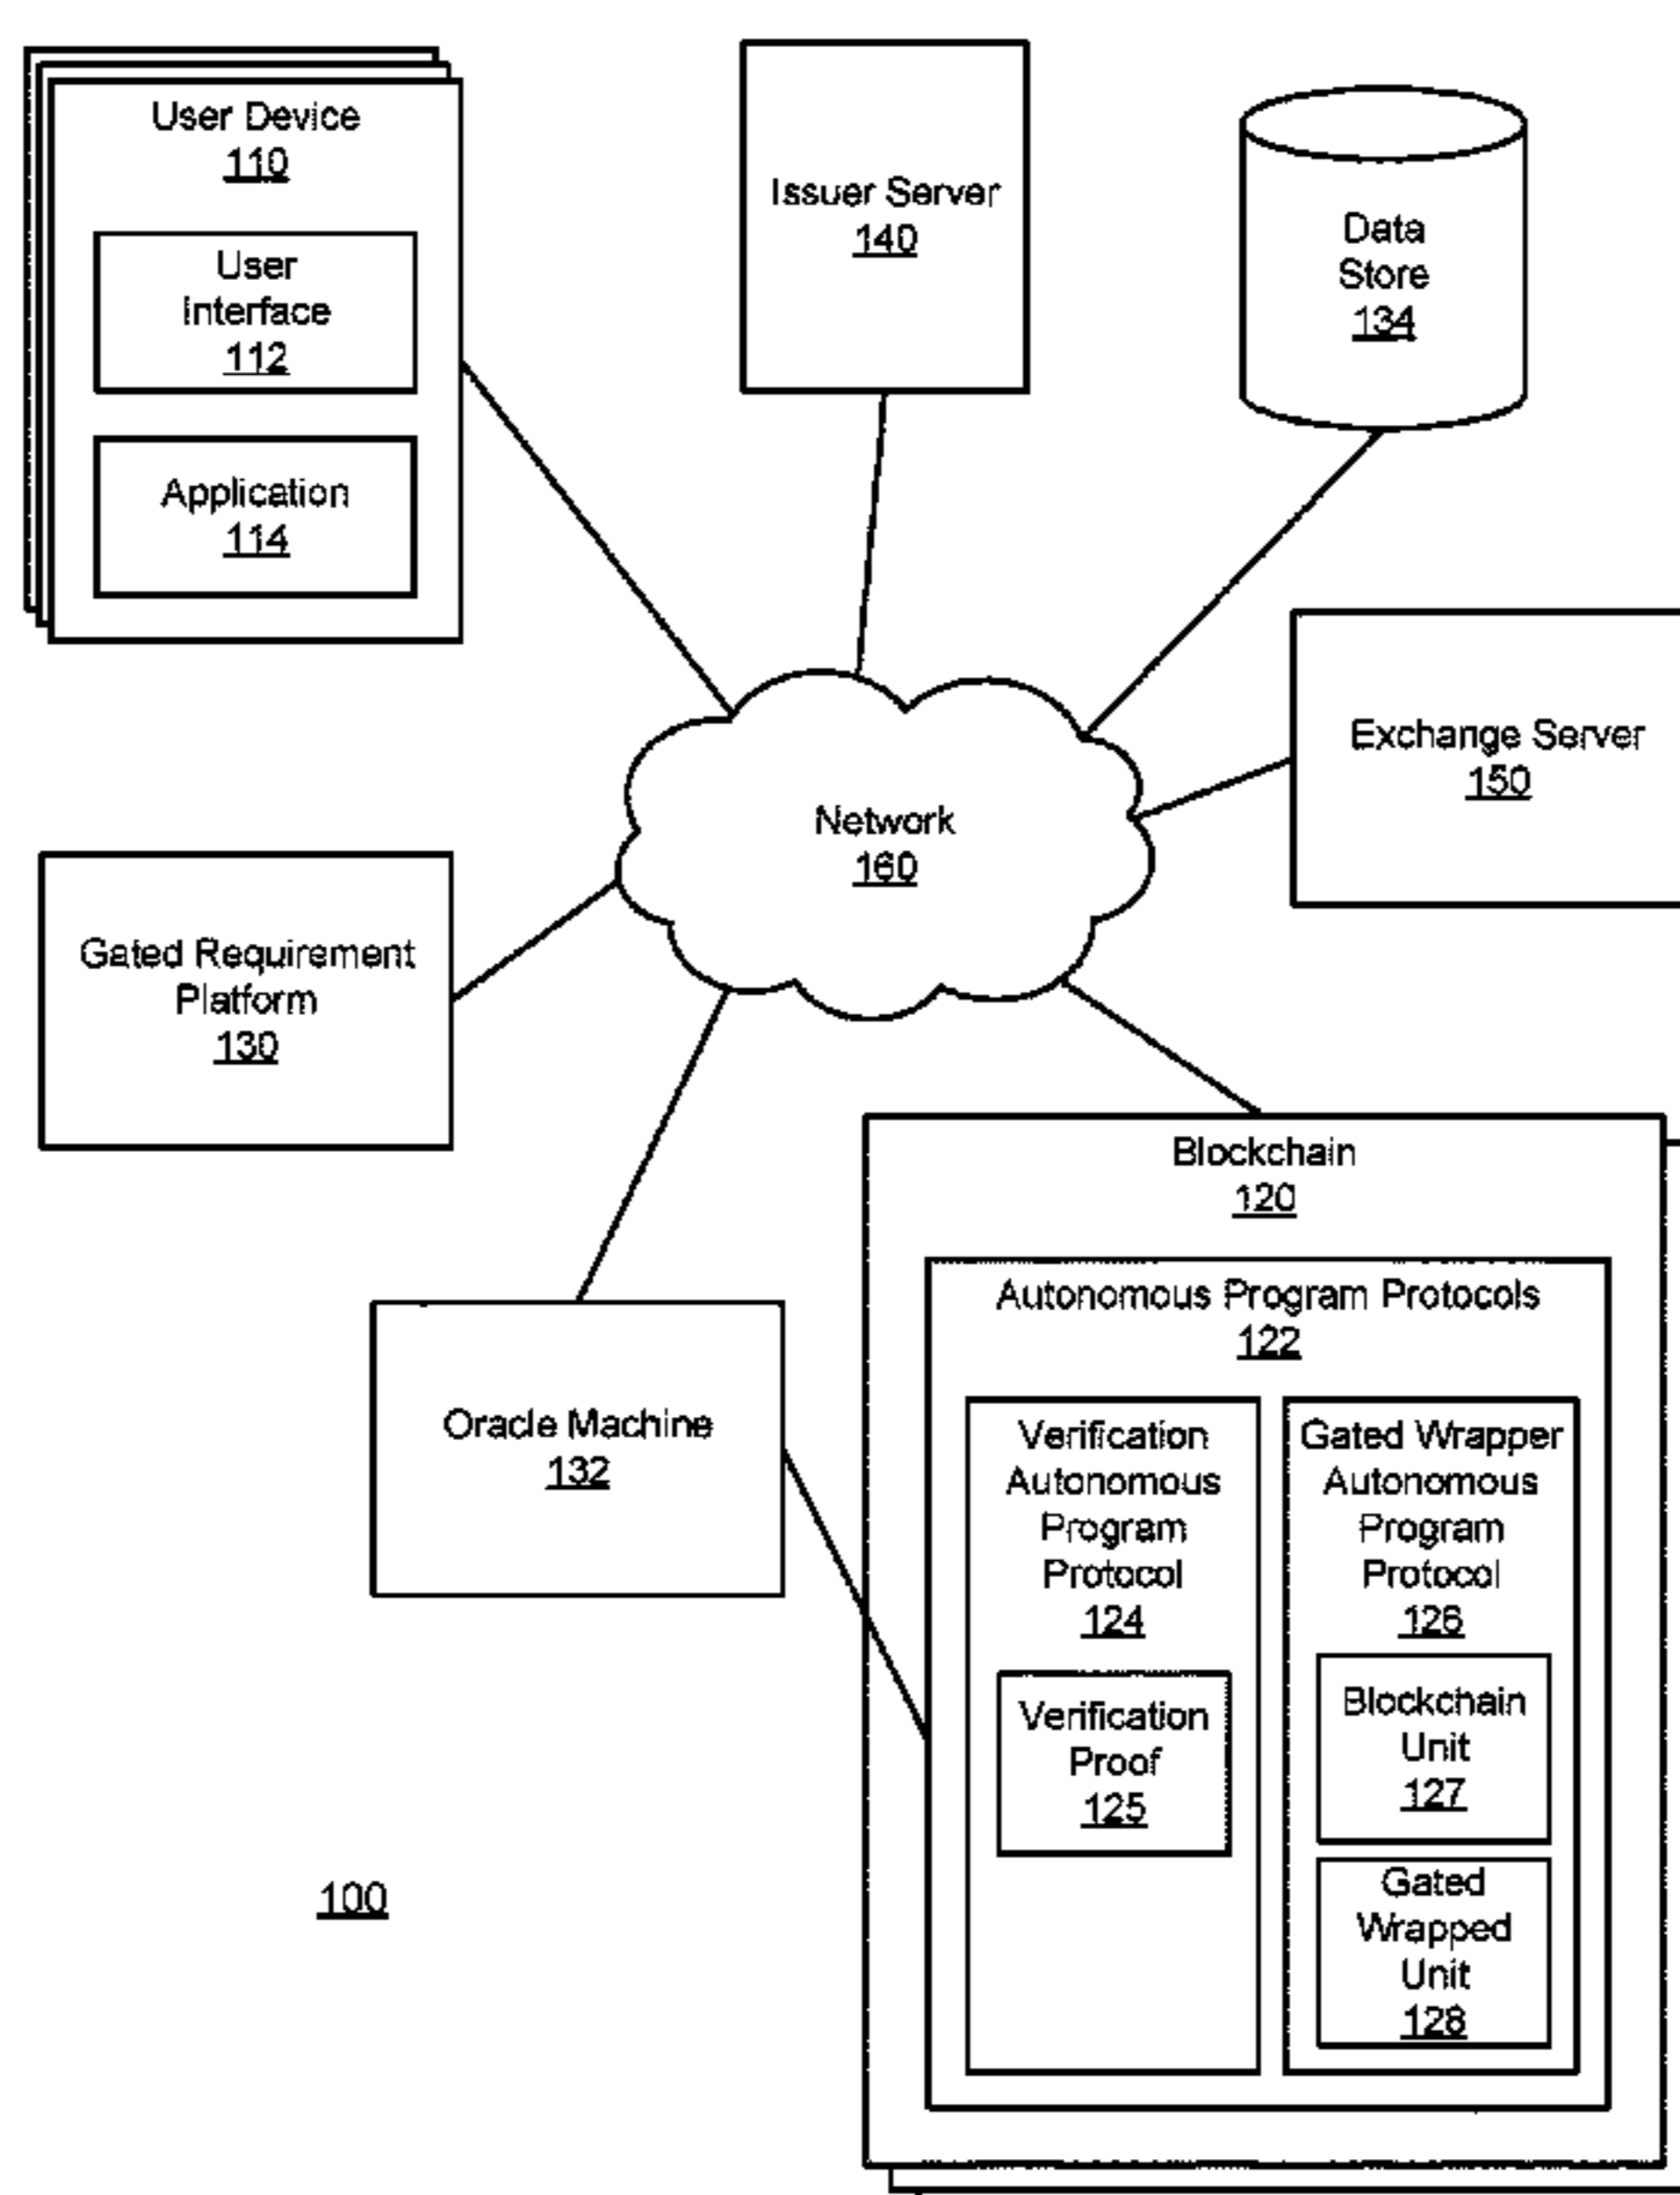 User Device
110
User
Interface
112
Application
114
Issuer Server
140
Data
Store
134
Exchange Server
150
Network
160
Gated Requirement
Platform
130
Oracle Machine
132
Blockchain
120
Autonomous Program Protocols
122
Verification
Autonomous
Program
Protocol
124
Verification
Proof
125
Gated Wrapper
Autonomous
Program
Protocol
126
Blockchain
Unit
127
Gated
Wrapped
Unit
128
100